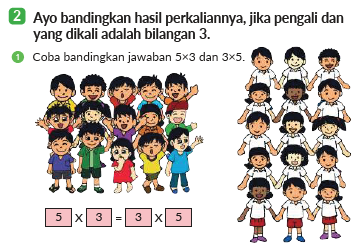 2 Ayo bandingkan hasil perkaliannya, jika pengali dan
yang dikali adalah bilangan 3.
1 Coba bandingkan jawaban 5×3 dan 3×5.
5 x 3 = 3 x 5